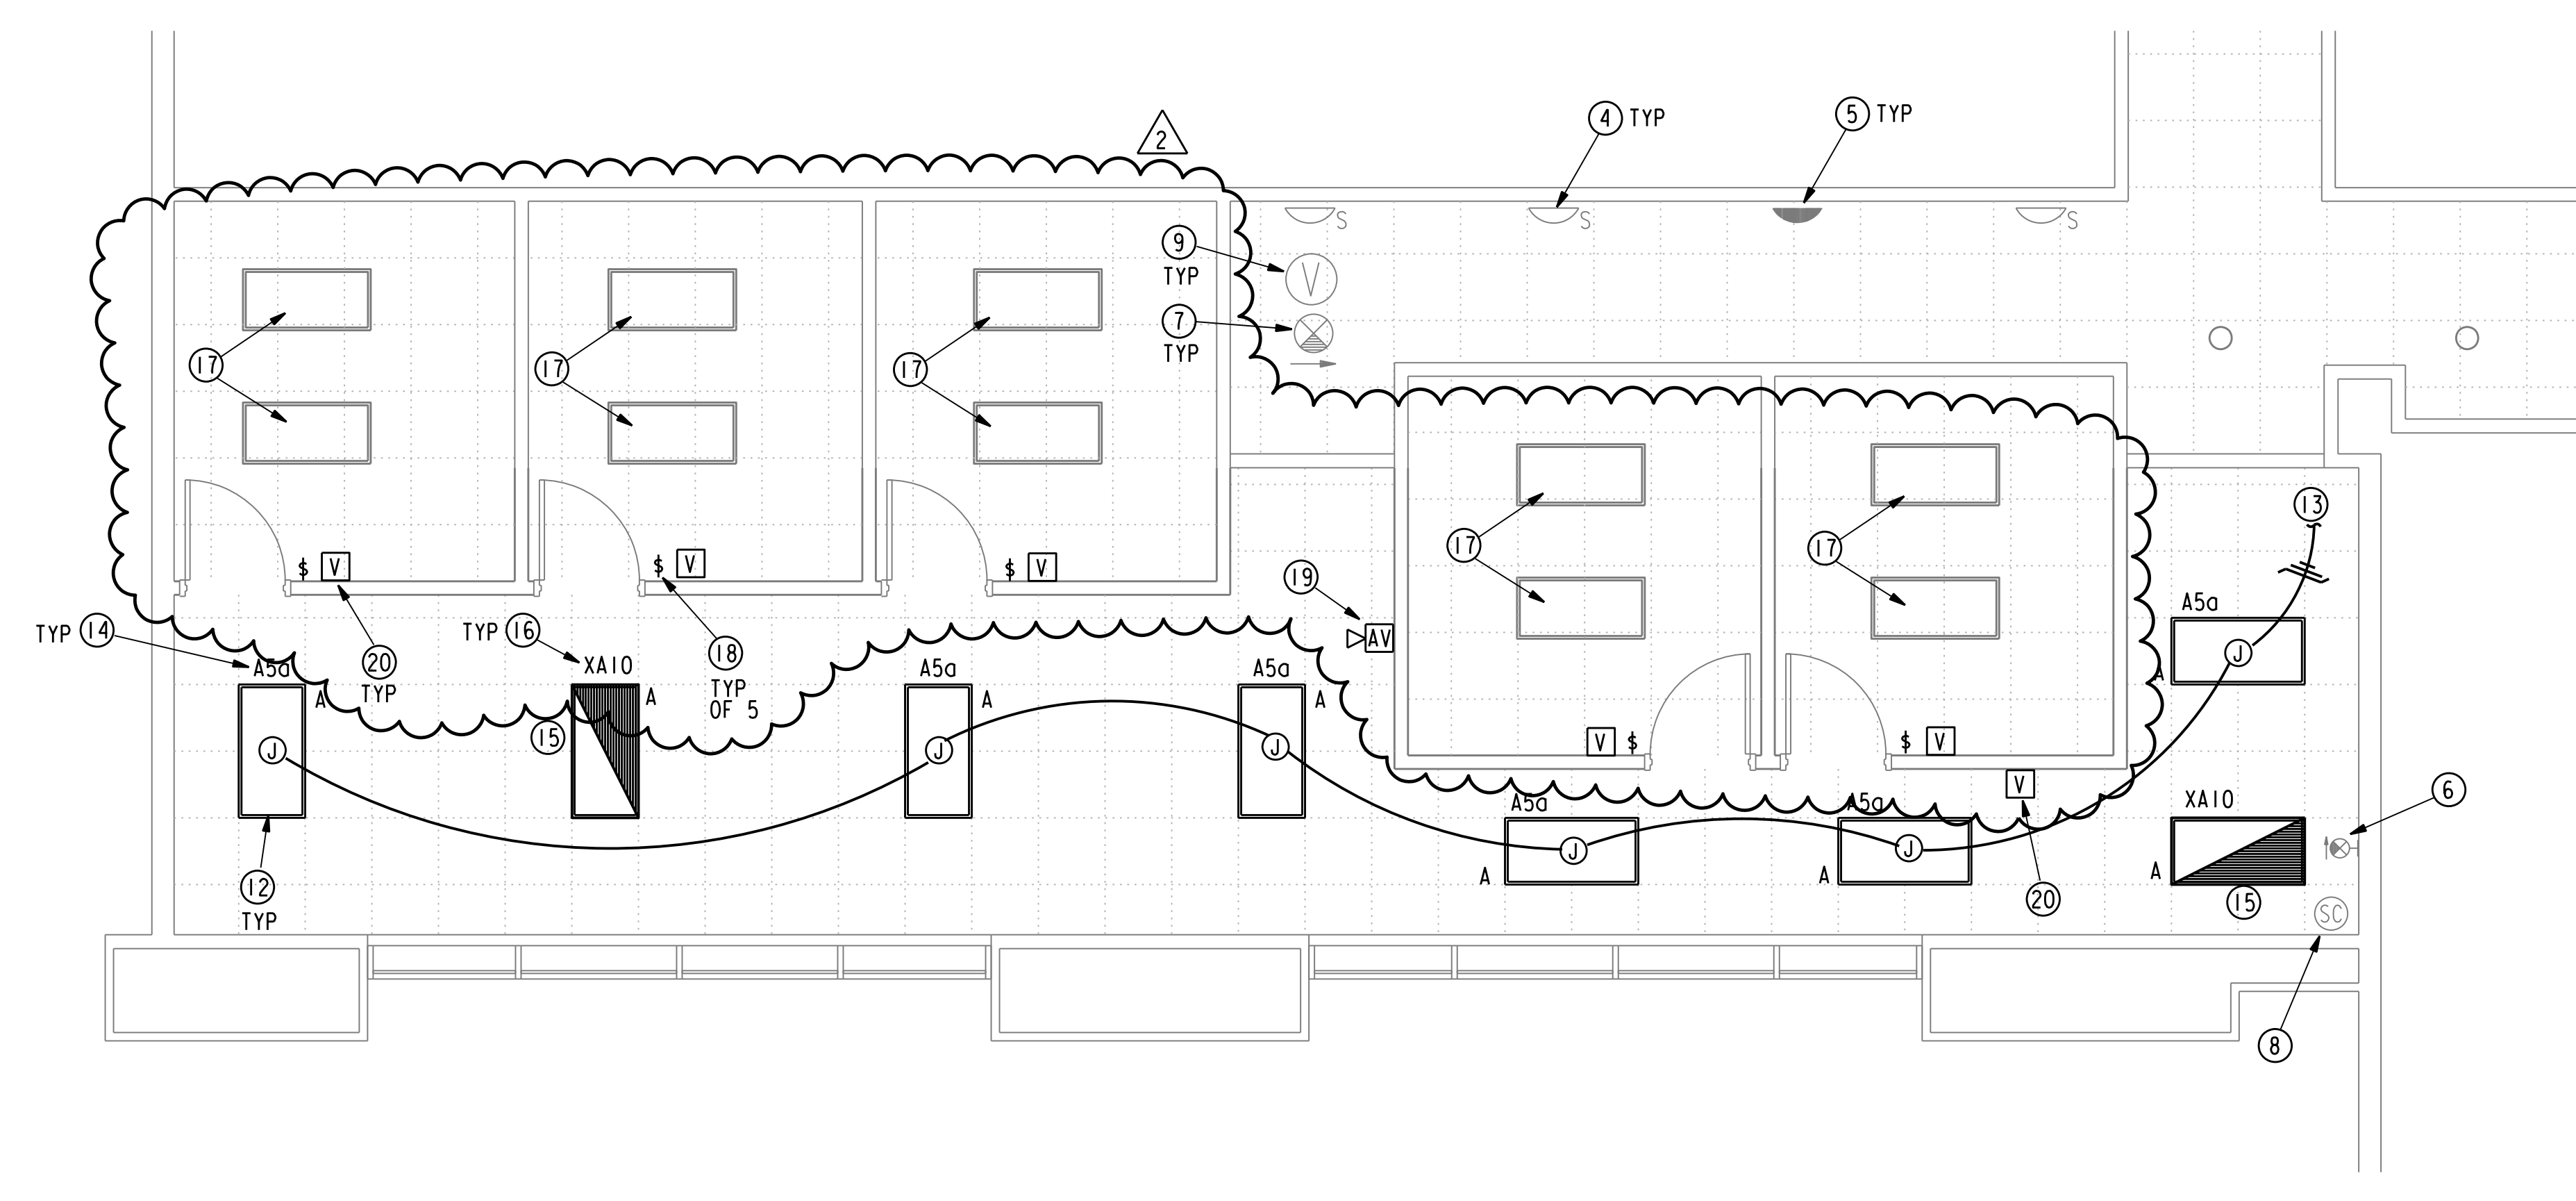 2
4 TYP
5 TYP
S
S
S
9
TYP
V
7
TYP
17
17
17
17
17
13
$ V
$ V
$ V
19
AV
A5a
J
A
TYP 14
A5a
A
J
20
TYP
TYP 16
XA10
A
15
18
TYP
OF 5
A5a
A
J
A5a
A
J
V $
$ V
V
A5a
J
A
A5a
J
A
XA10
A
15
6
12
TYP
20
SC
8